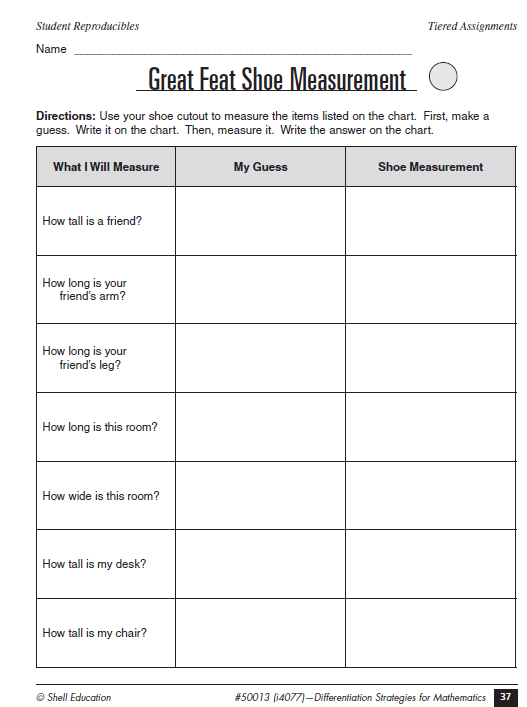 Student Reproducibles
Tiered Assignments
Name
Great Feat Shoe Measurement
Directions: Use your shoe cutout to measure the items listed on the chart. First, make a
guess. Write it on the chart. Then, measure it. Write the answer on the chart.
What I Will Measure
My Guess
Shoe Measurement
How tall is a friend?
How long is your
friend's arm?
How long is your
friend's leg?
How long is this room?
How wide is this room?
How tall is my desk?
How tall is my chair?
© Shell Education
#50013 (i4077)—Differentiation Strategies for Mathematics
37